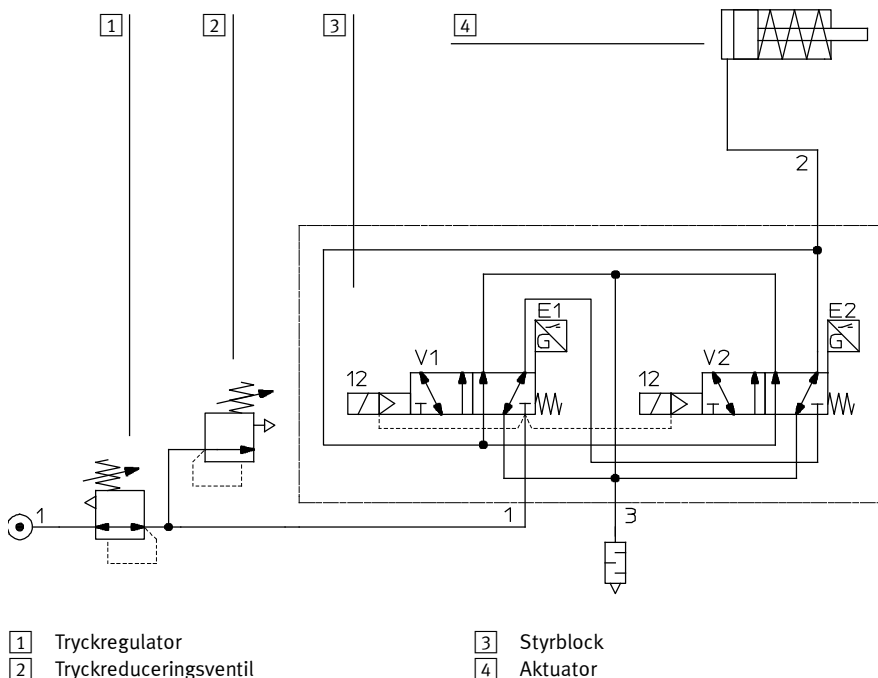 1 2 3 4
2
E1 E2
V1 V2
12 12
1 1 3
1 Tryckregulator
2 Tryckreduceringsventil
3 Styrblock
4 Aktuator